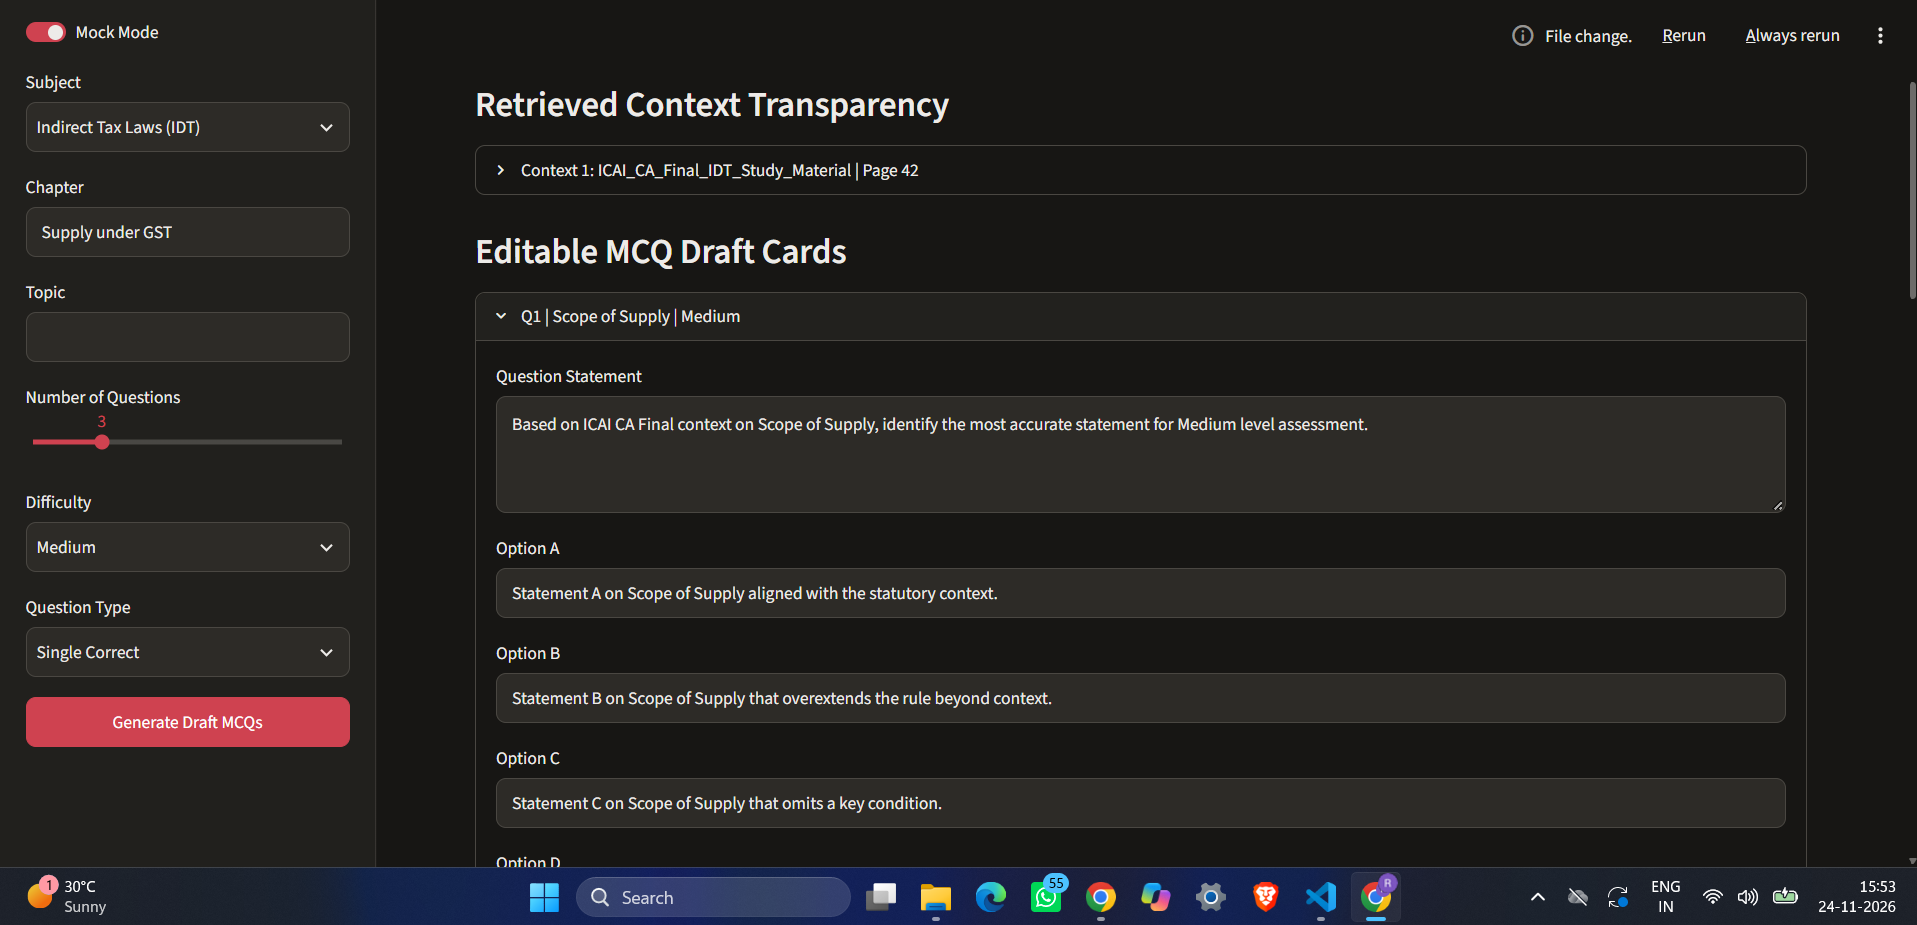 Mock Mode
Subject
Indirect Tax Laws (IDT)
Chapter
Supply under GST
Topic
Number of Questions
3
Difficulty
Medium
Question Type
Single Correct
Generate Draft MCQs
File change.
Rerun
Always rerun
Retrieved Context Transparency
Context 1: ICAI_CA_Final_IDT_Study_Material | Page 42
Editable MCQ Draft Cards
Q1 | Scope of Supply | Medium
Question Statement
Based on ICAI CA Final context on Scope of Supply, identify the most accurate statement for Medium level assessment.
Option A
Statement A on Scope of Supply aligned with the statutory context.
Option B
Statement B on Scope of Supply that overextends the rule beyond context.
Option C
Statement C on Scope of Supply that omits a key condition.
Option D
1
30°C
Sunny
Search
55
R
ENG
IN
15:53
24-11-2026